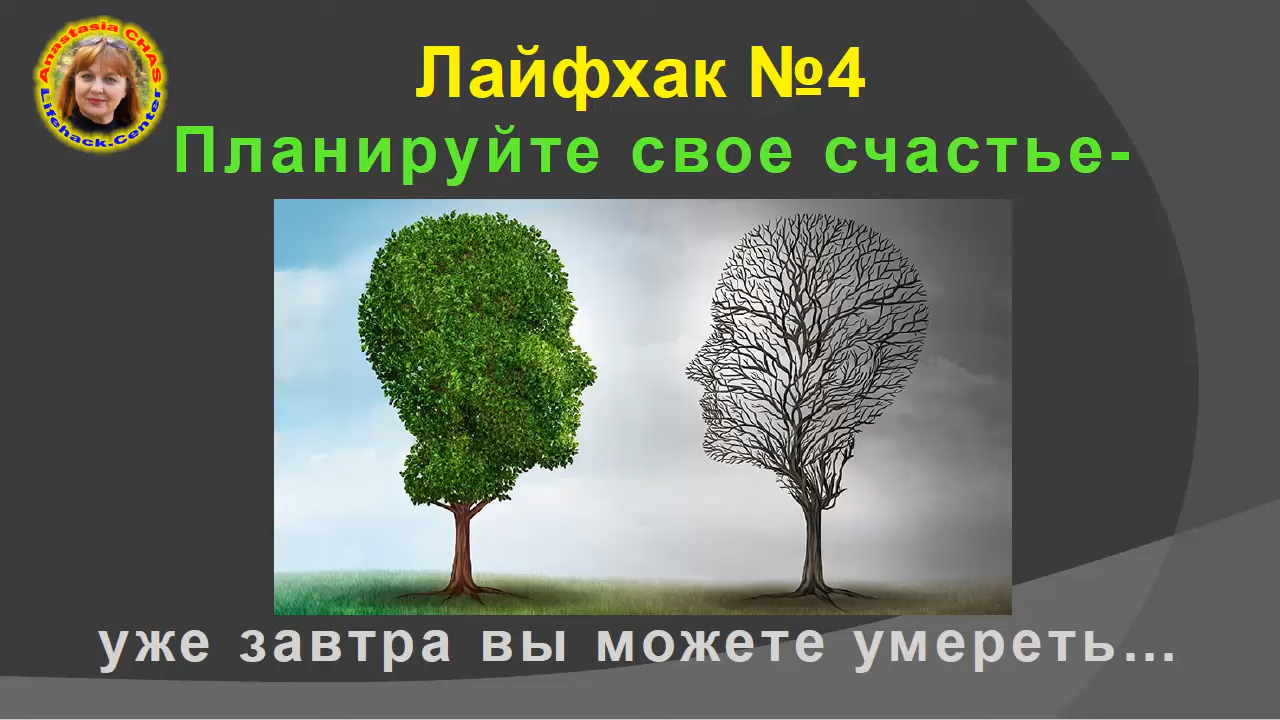 Anastasia CHAS
Lifehack.Center
Лайфхак №4
Планируйте свое счастье-
уже завтра вы можете умереть...